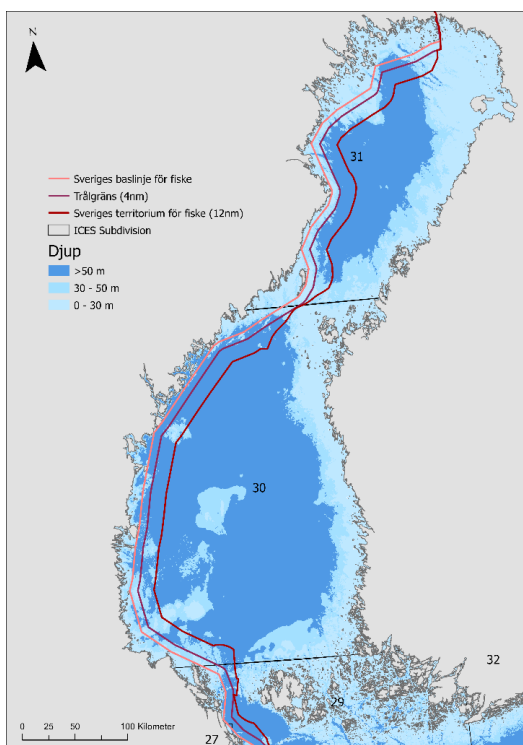 N
31
Sveriges baslinje för fiske
Trålgräns (4nm)
Sveriges territorium för fiske (12nm)
ICES Subdivision
Djup
>50 m
30 - 50 m
0 - 30 m
30
32
29
27
0 25 50 100 Kilometer